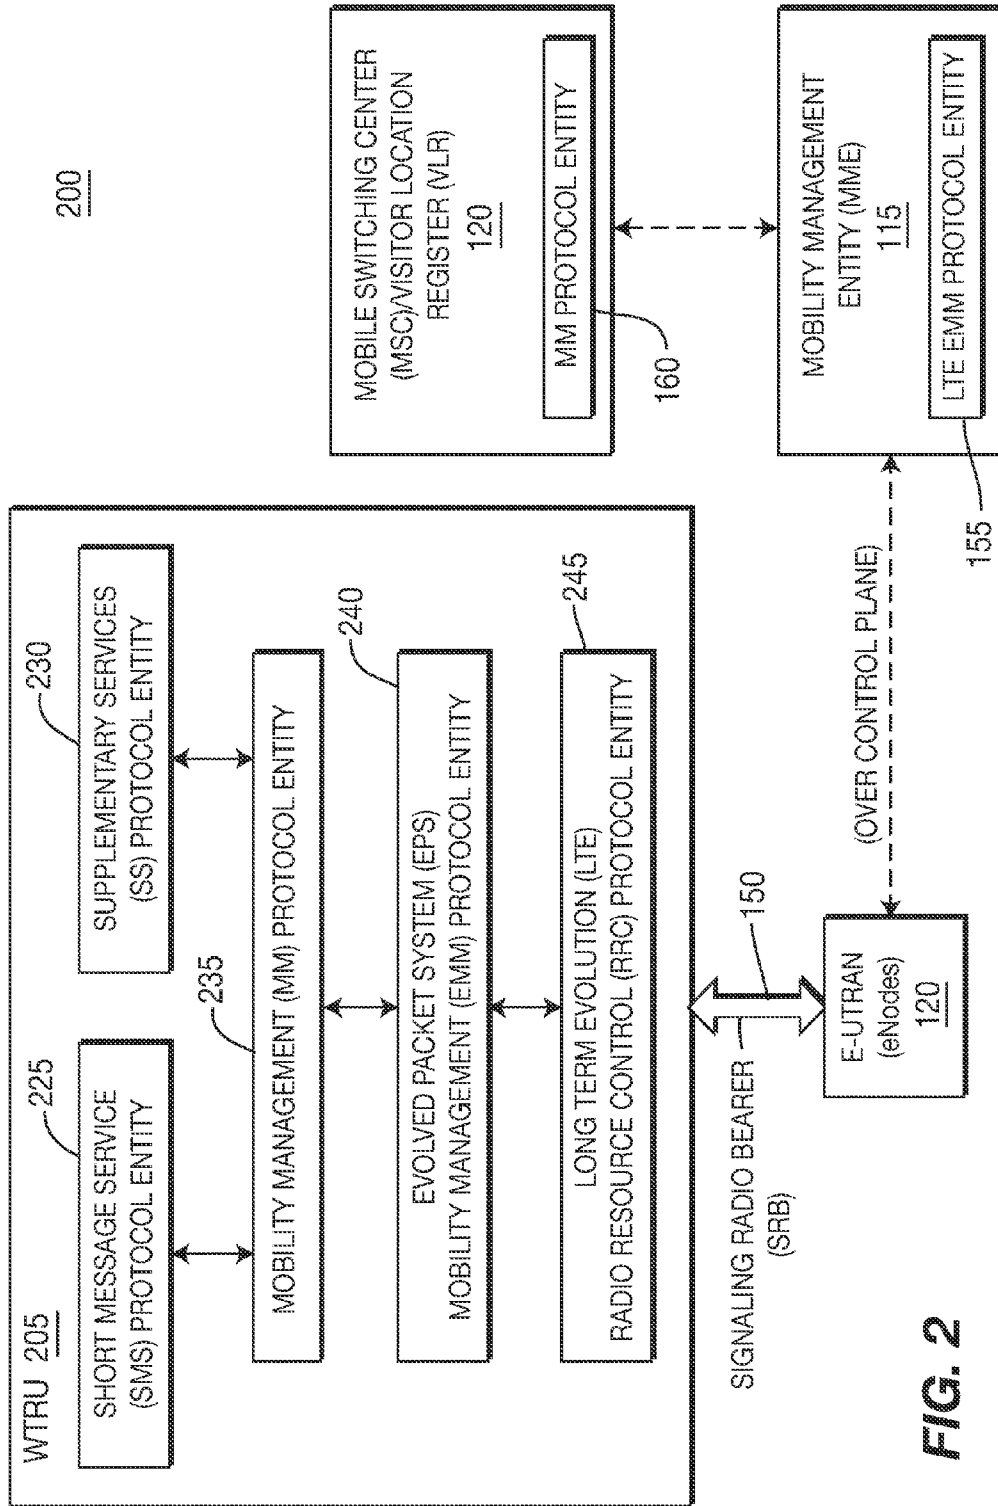 200
WTRU 205
225
SHORT MESSAGE SERVICE
(SMS) PROTOCOL ENTITY
230
SUPPLEMENTARY SERVICES
(SS) PROTOCOL ENTITY
235
MOBILITY MANAGEMENT (MM) PROTOCOL ENTITY
240
EVOLVED PACKET SYSTEM (EPS)
MOBILITY MANAGEMENT (EMM) PROTOCOL ENTITY
245
LONG TERM EVOLUTION (LTE)
RADIO RESOURCE CONTROL (RRC) PROTOCOL ENTITY
SIGNALING RADIO BEARER
(SRB)
150
E-UTRAN
(eNodes)
120
(OVER CONTROL PLANE)
MOBILE SWITCHING CENTER
(MSC)/VISITOR LOCATION
REGISTER (VLR)
120
MM PROTOCOL ENTITY
160
MOBILITY MANAGEMENT
ENTITY (MME)
115
LTE EMM PROTOCOL ENTITY
155
FIG. 2